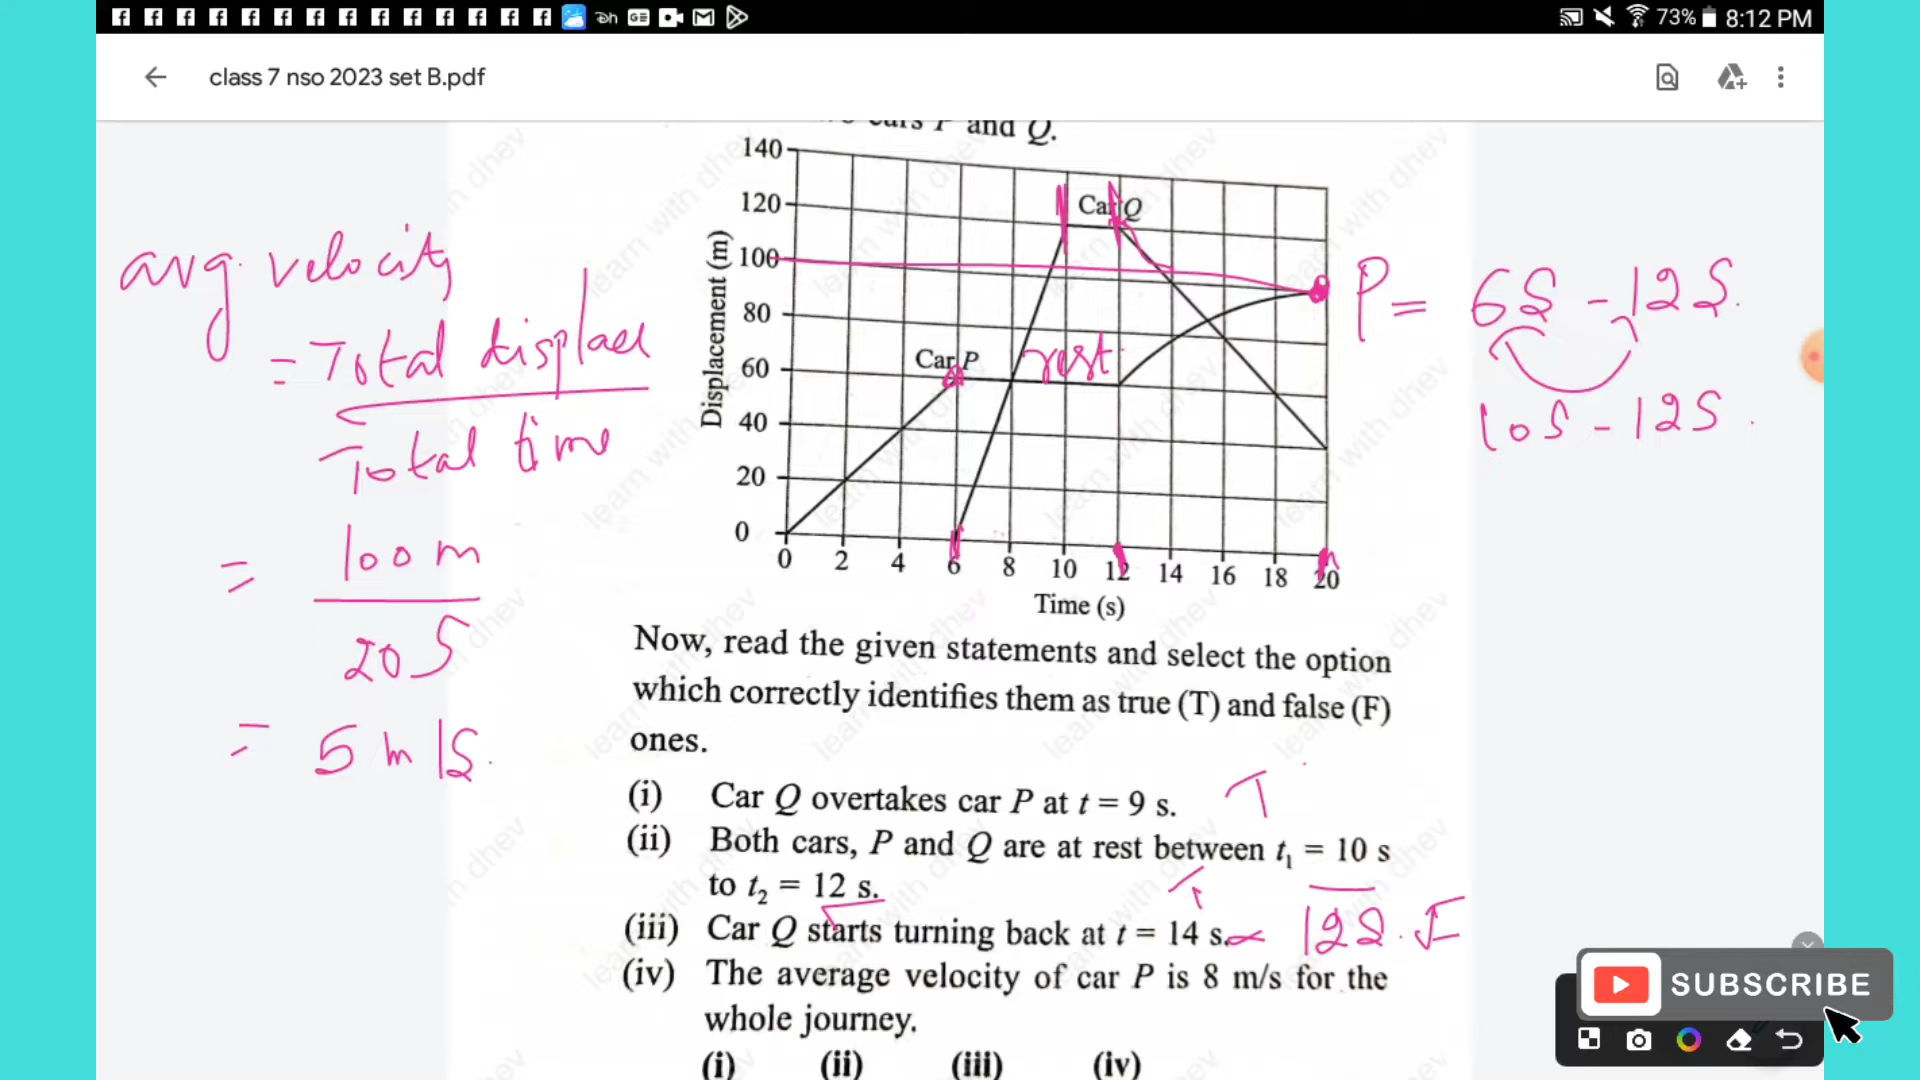 73% 8:12 PM
class 7 nso 2023 set B.pdf
cars P and Q.
140
120
100
80
60
40
20
0
Displacement (m)
Car Q
Car P
rest
0 2 4 6 8 10 12 14 16 18 20
Time (s)
avg. velocity
= Total displace
Total time
= 100 m
20 S
= 5 m/s.
P = 6S - 12S.
10S - 12S.
Now, read the given statements and select the option
which correctly identifies them as true (T) and false (F)
ones.
(i) Car Q overtakes car P at t = 9 s. T
(ii) Both cars, P and Q are at rest between t₁ = 10 s
to t₂ = 12 s. T
(iii) Car Q starts turning back at t = 14 s. 12S. F
(iv) The average velocity of car P is 8 m/s for the
whole journey.
(i) (ii) (iii) (iv)
SUBSCRIBE
learn with dhev